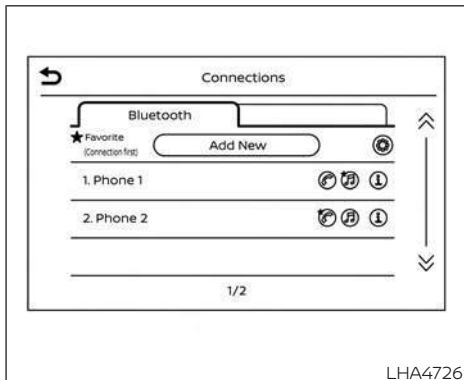 Connections
Bluetooth
★Favorite
(Connection first)
Add New
1. Phone 1
2. Phone 2
1/2
LHA4726